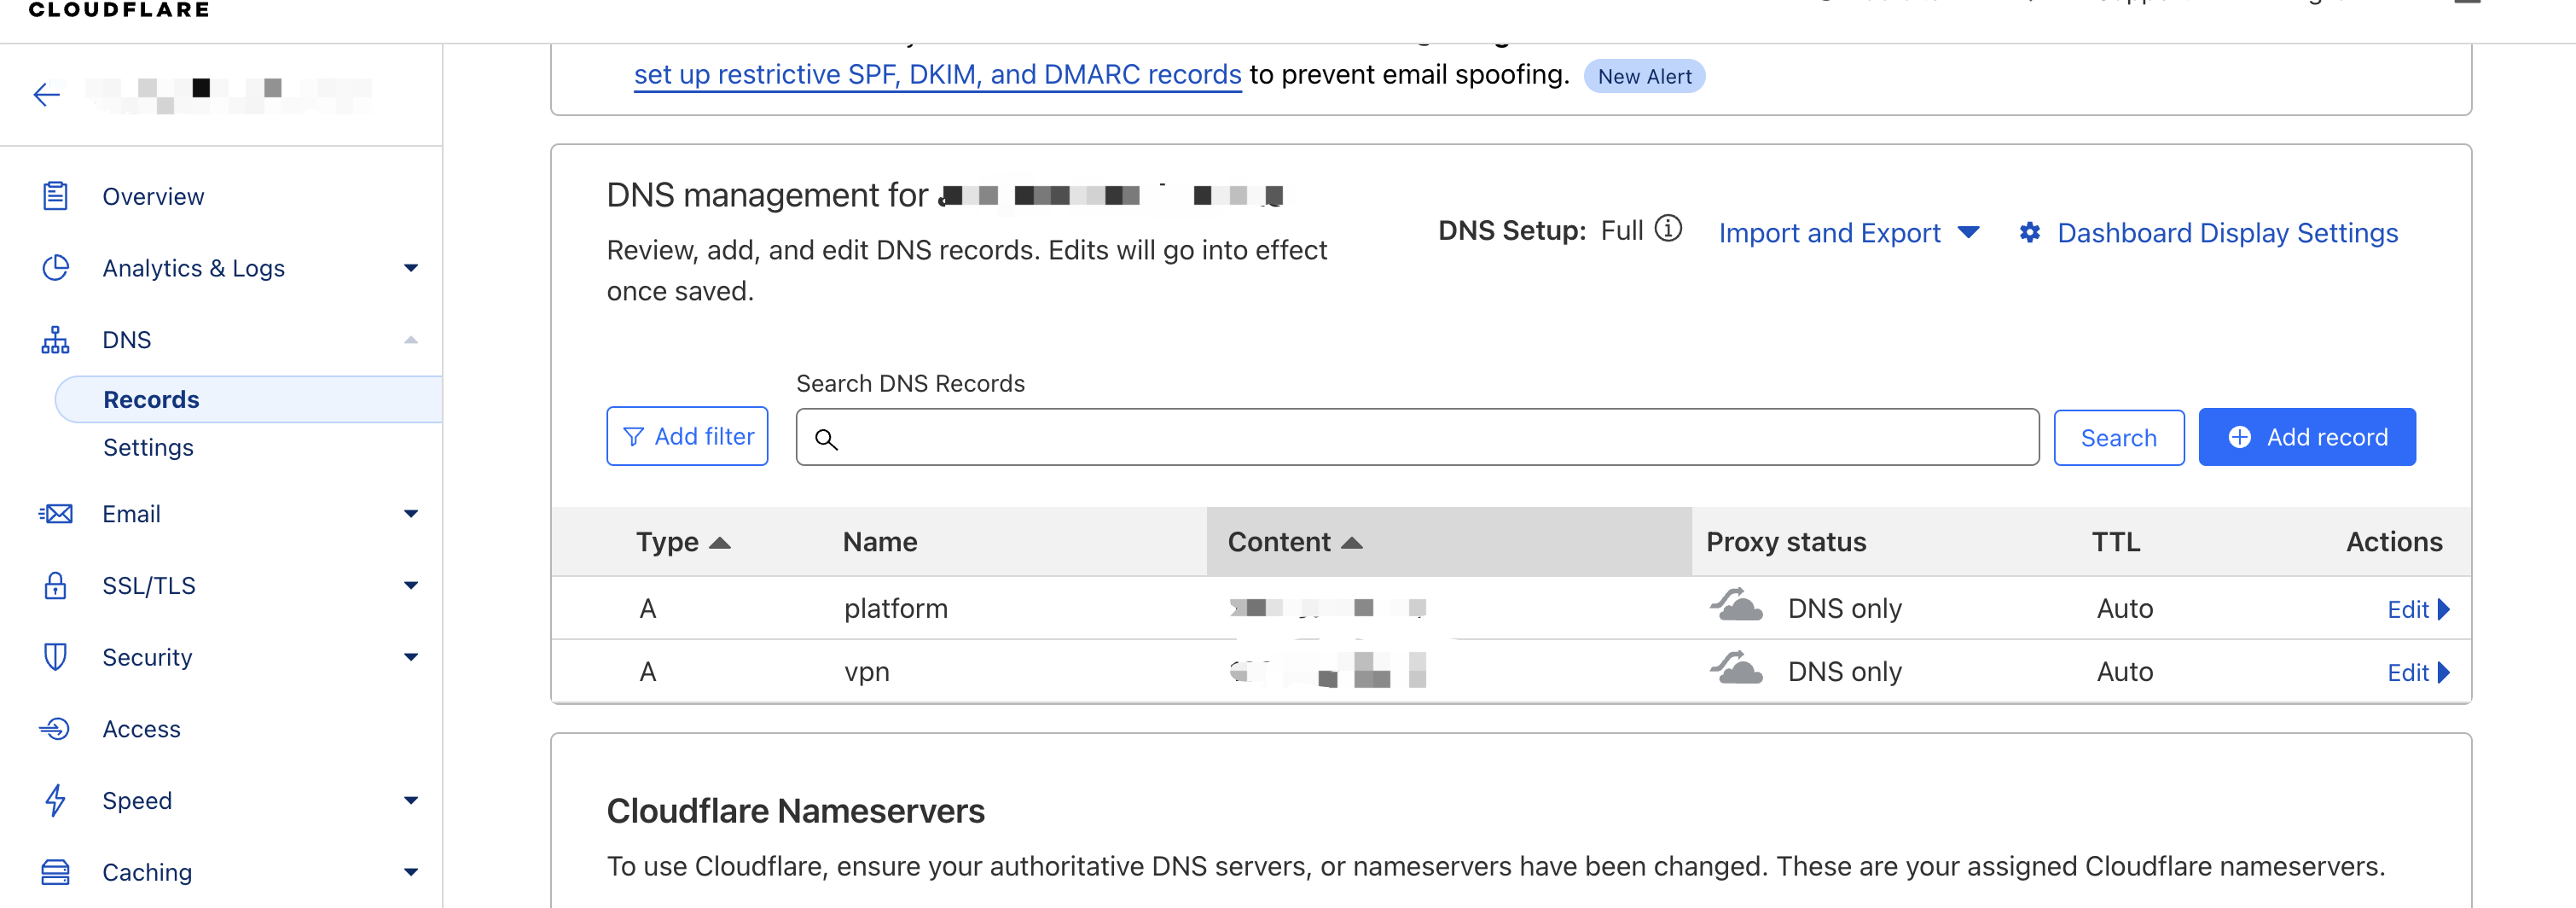 CLOUDFLARE
set up restrictive SPF, DKIM, and DMARC records to prevent email spoofing. New Alert
Overview
Analytics & Logs
DNS
Records
Settings
Email
SSL/TLS
Security
Access
Speed
Caching
DNS management for
Review, add, and edit DNS records. Edits will go into effect
once saved.
DNS Setup: Full Import and Export Dashboard Display Settings
Search DNS Records
Add filter Search Add record
Type Name Content Proxy status TTL Actions
A platform DNS only Auto Edit
A vpn DNS only Auto Edit
Cloudflare Nameservers
To use Cloudflare, ensure your authoritative DNS servers, or nameservers have been changed. These are your assigned Cloudflare nameservers.